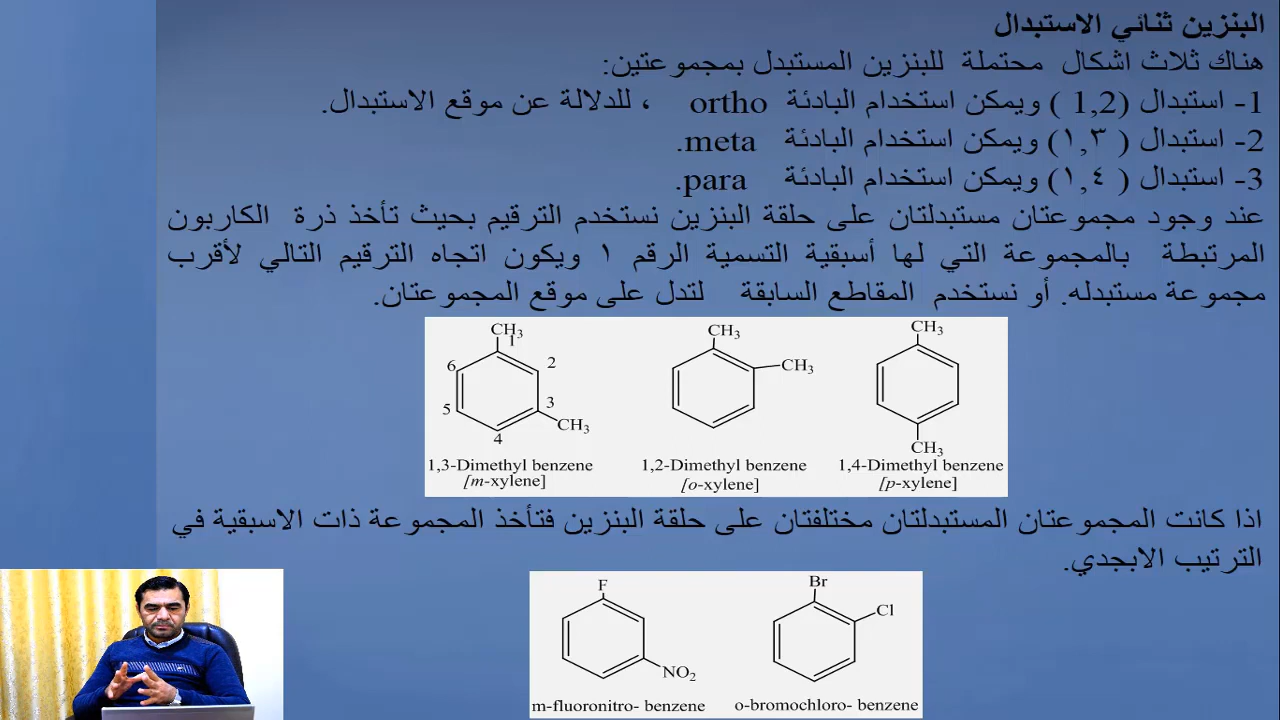 البنزين ثنائي الاستبدال
هناك ثلاث اشكال محتملة للبنزين المستبدل بمجموعتين:
1- استبدال (1,2 ) ويمكن استخدام البادئة ortho ، للدلالة عن موقع الاستبدال.
2- استبدال ( ١,٣) ويمكن استخدام البادئة meta.
3- استبدال ( ١,٤) ويمكن استخدام البادئة para.
عند وجود مجموعتان مستبدلتان على حلقة البنزين نستخدم الترقيم بحيث تأخذ ذرة الكاربون
المرتبطة بالمجموعة التي لها أسبقية التسمية الرقم ١ ويكون اتجاه الترقيم التالي لأقرب
مجموعة مستبدله. أو نستخدم المقاطع السابقة لتدل على موقع المجموعتان.
CH3 1 2 3 CH3 4 5 6
1,3-Dimethyl benzene
[m-xylene]
CH3 CH3
1,2-Dimethyl benzene
[o-xylene]
CH3 CH3
1,4-Dimethyl benzene
[p-xylene]
اذا كانت المجموعتان المستبدلتان مختلفتان على حلقة البنزين فتأخذ المجموعة ذات الاسبقية في
الترتيب الابجدي.
F NO2
m-fluoronitro- benzene
Br Cl
o-bromochloro- benzene